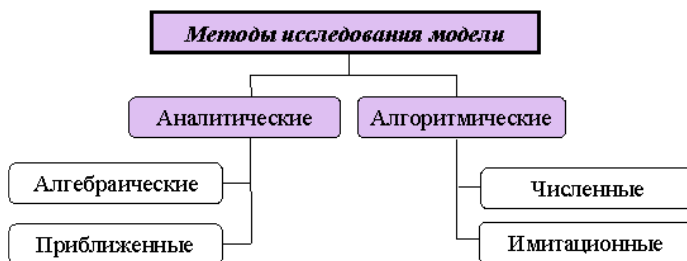 Методы исследования модели
Аналитические
Алгоритмические
Алгебраические
Численные
Приближенные
Имитационные